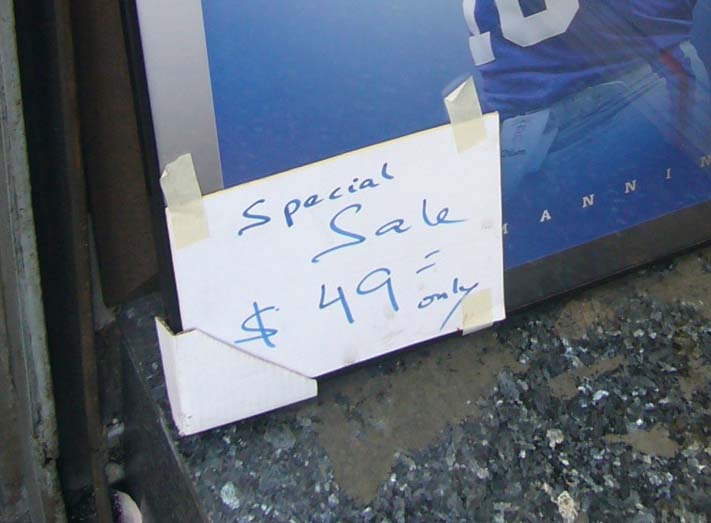 Special
Sale
$ 49 = only
MANNIN